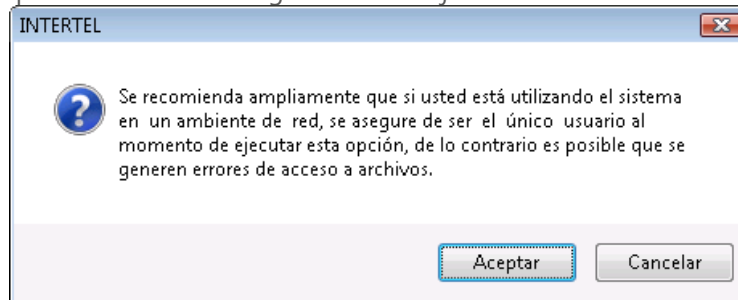 INTERTEL
Se recomienda ampliamente que si usted está utilizando el sistema
en un ambiente de red, se asegure de ser el único usuario al
momento de ejecutar esta opción, de lo contrario es posible que se
generen errores de acceso a archivos.
Aceptar
Cancelar